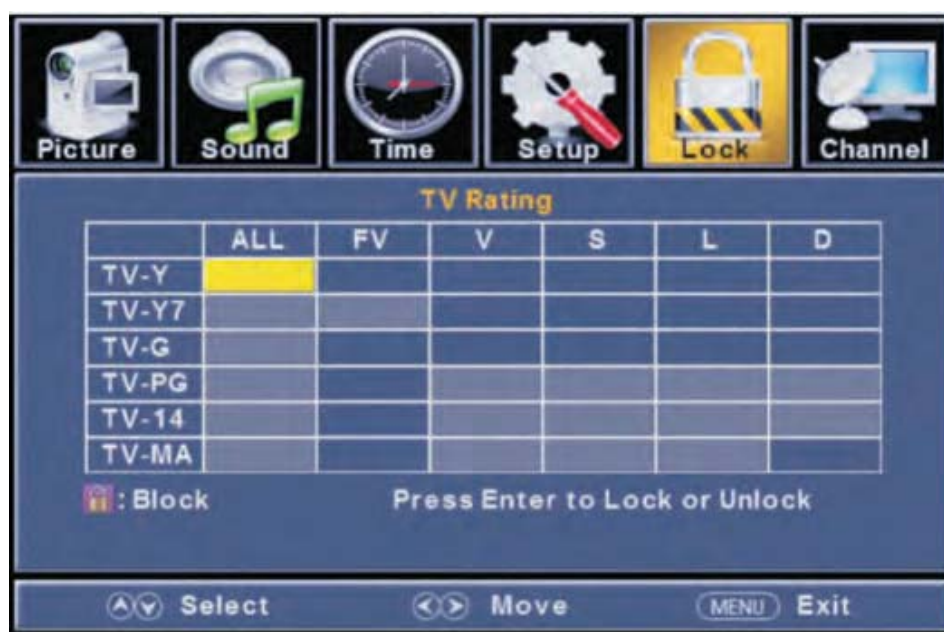 Picture Sound Time Setup Lock Channel
TV Rating
ALL FV V S L D
TV-Y
TV-Y7
TV-G
TV-PG
TV-14
TV-MA
: Block Press Enter to Lock or Unlock
Select Move MENU Exit